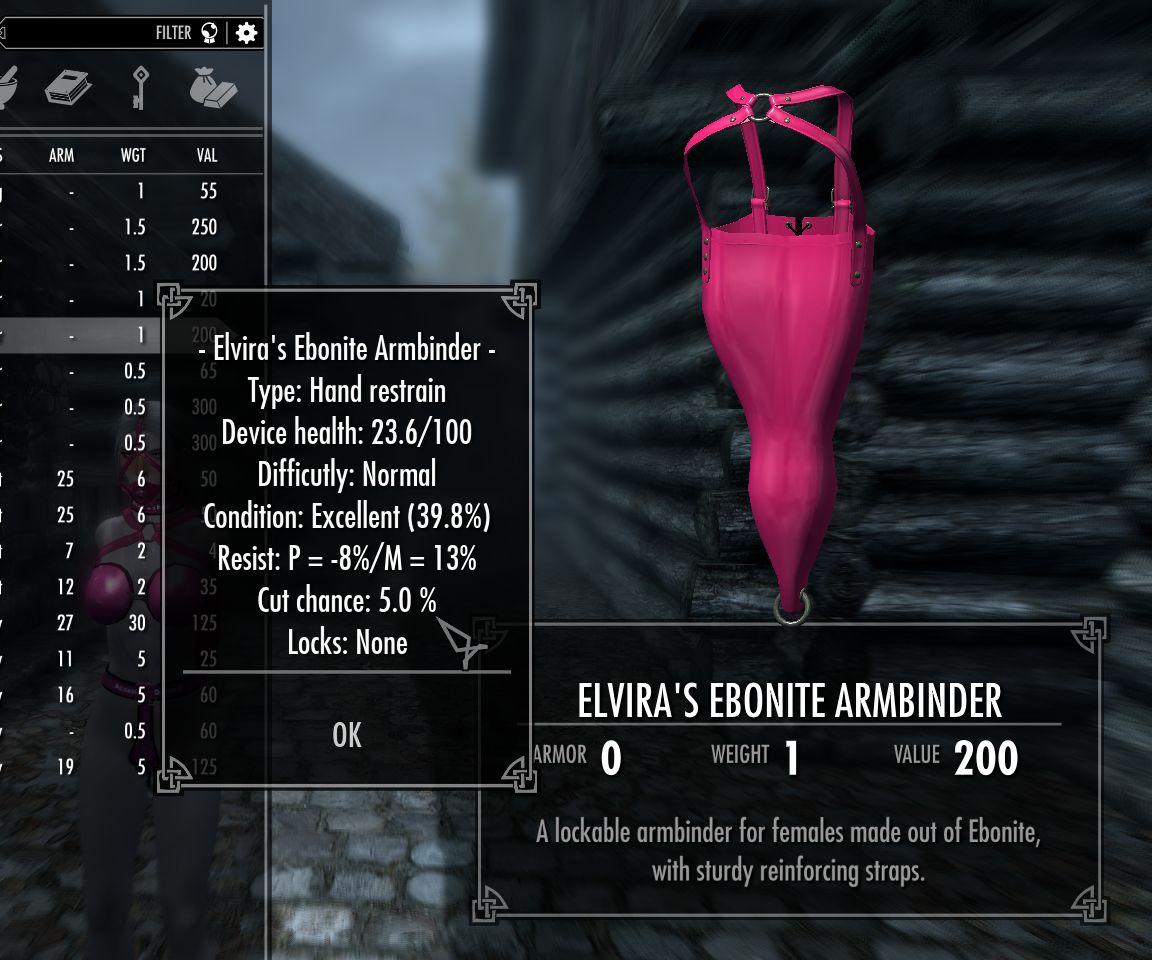 FILTER
ARM WGT VAL
- 1 55
- 1.5 250
- 1.5 200
- 1 20
- 1 200
- 0.5 65
- 0.5 300
- 0.5 300
25 6 50
25 6
7 2 4
12 2 35
27 30 125
11 5 25
16 5 60
- 0.5 60
19 5 125
- Elvira's Ebonite Armbinder -
Type: Hand restrain
Device health: 23.6/100
Difficutly: Normal
Condition: Excellent (39.8%)
Resist: P = -8%/M = 13%
Cut chance: 5.0 %
Locks: None
OK
ELVIRA'S EBONITE ARMBINDER
ARMOR 0 WEIGHT 1 VALUE 200
A lockable armbinder for females made out of Ebonite,
with sturdy reinforcing straps.